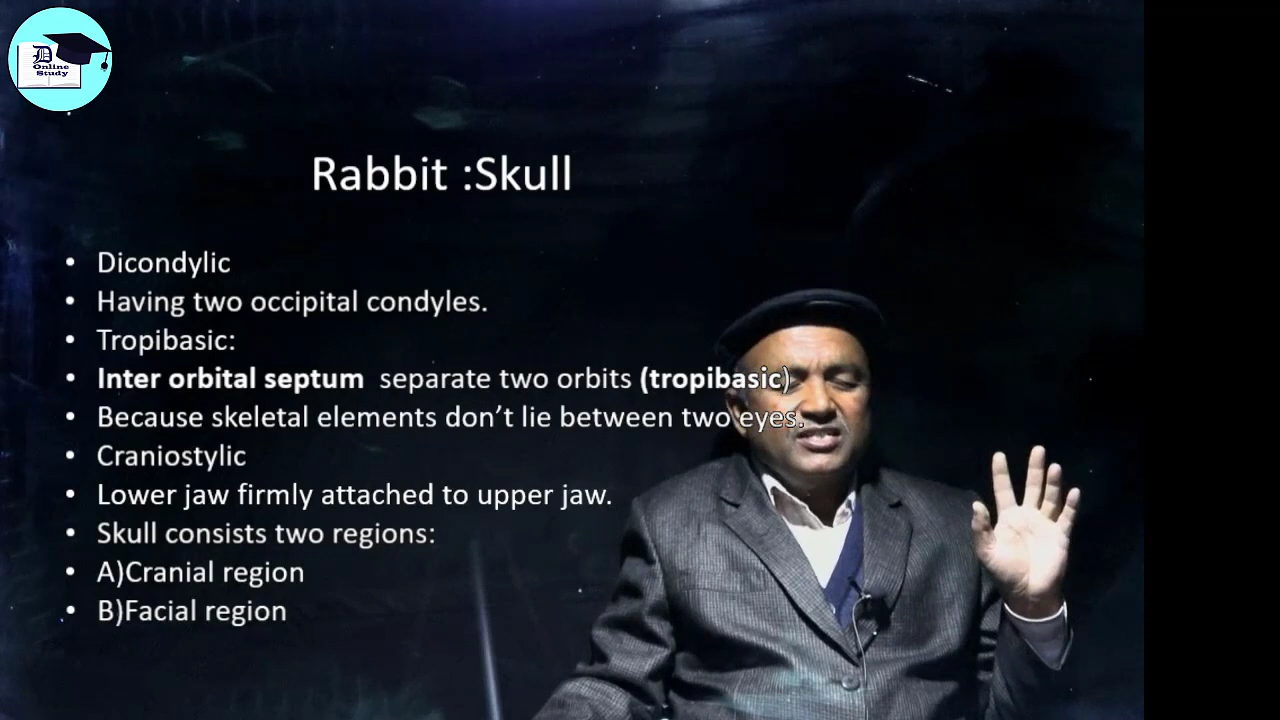 D
Online
Study
Rabbit :Skull
• Dicondylic
• Having two occipital condyles.
• Tropibasic:
• Inter orbital septum separate two orbits (tropibasic)
• Because skeletal elements don’t lie between two eyes.
• Craniostylic
• Lower jaw firmly attached to upper jaw.
• Skull consists two regions:
• A)Cranial region
• B)Facial region